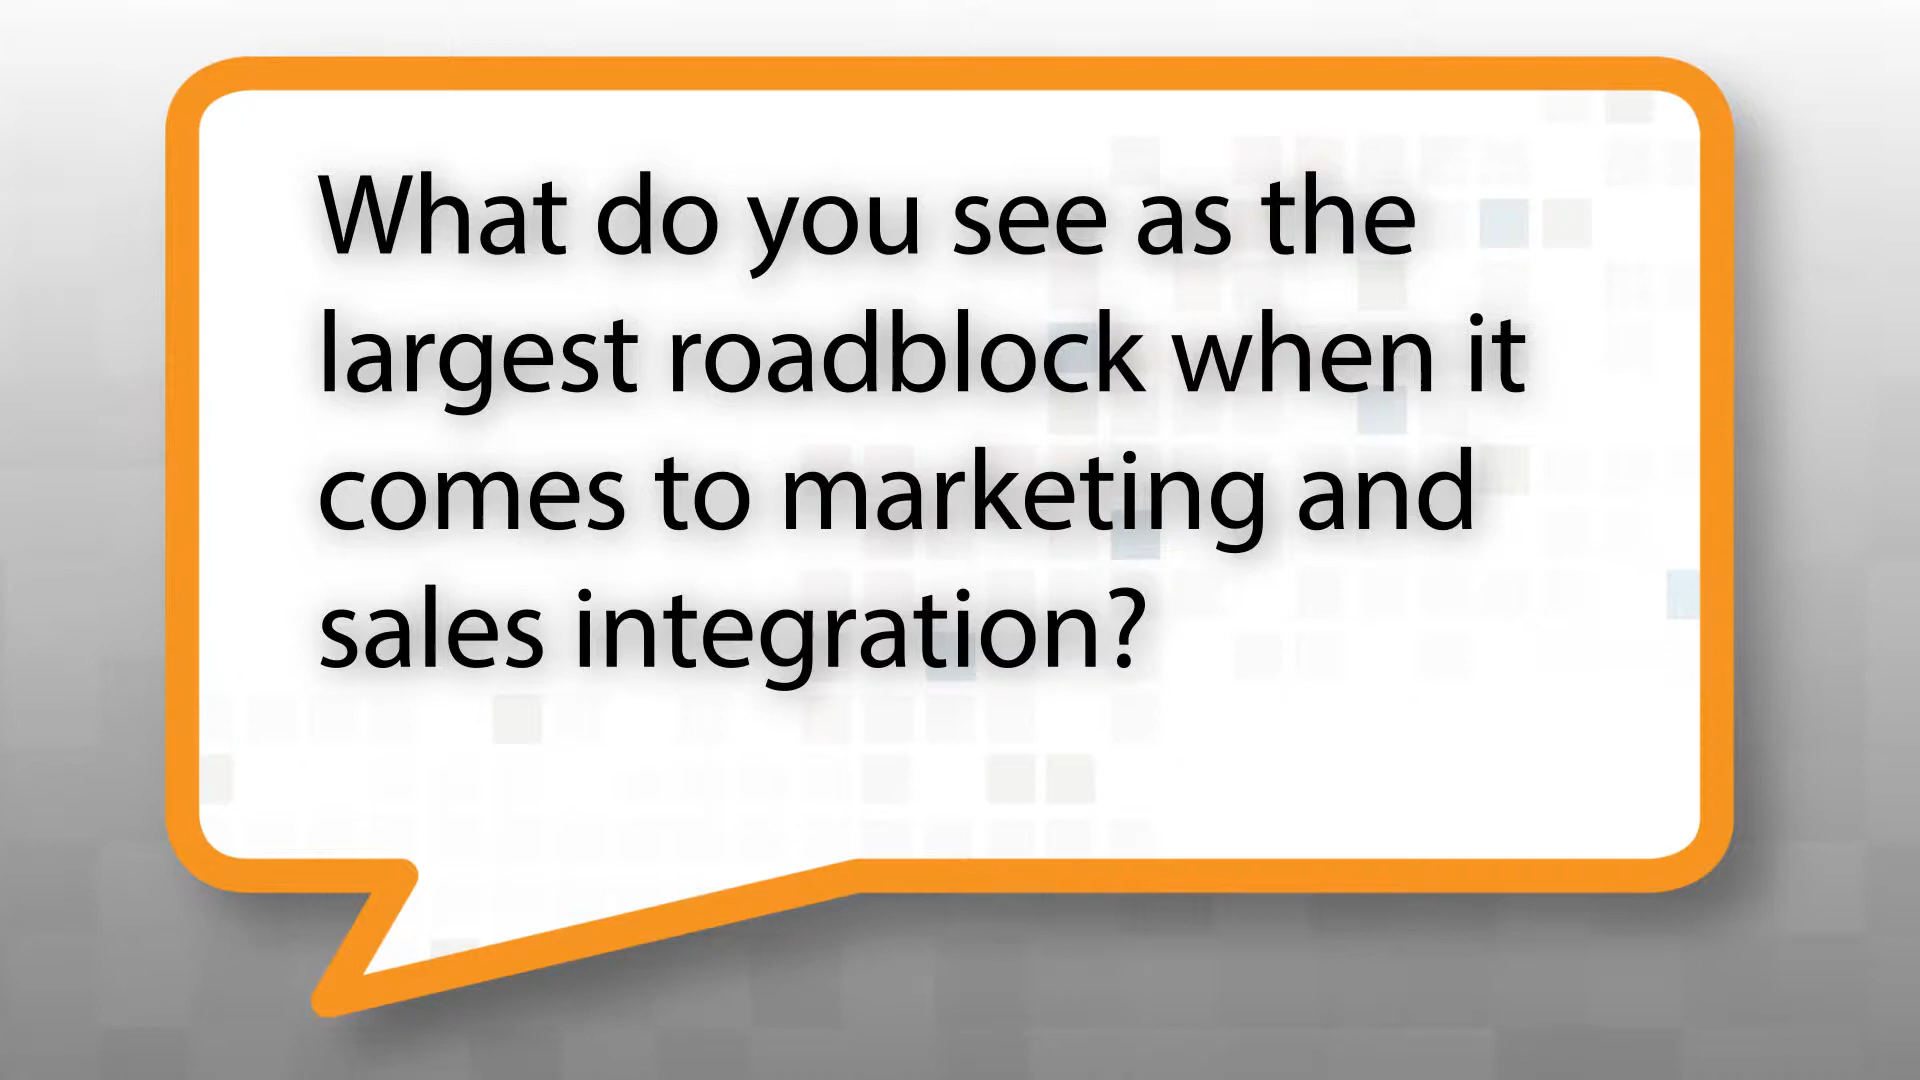 What do you see as the
largest roadblock when it
comes to marketing and
sales integration?